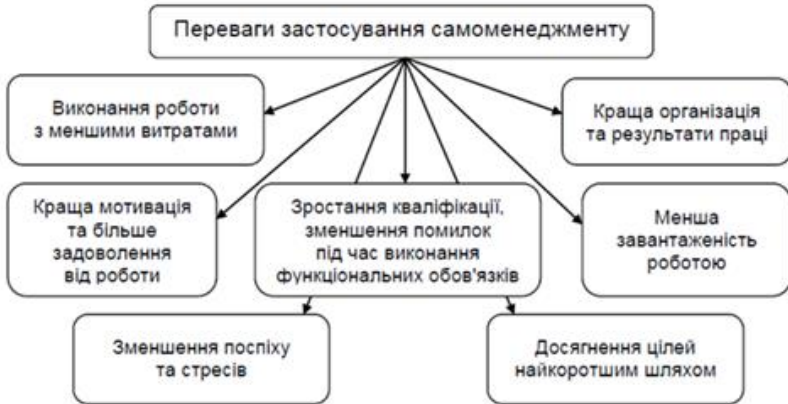 Переваги застосування самоменеджменту
Виконання роботи
з меншими витратами
Краща організація
та результати праці
Краща мотивація
та більше
задоволення
від роботи
Зростання кваліфікації,
зменшення помилок
під час виконання
функціональних обов'язків
Менша
завантаженість
роботою
Зменшення поспіху
та стресів
Досягнення цілей
найкоротшим шляхом